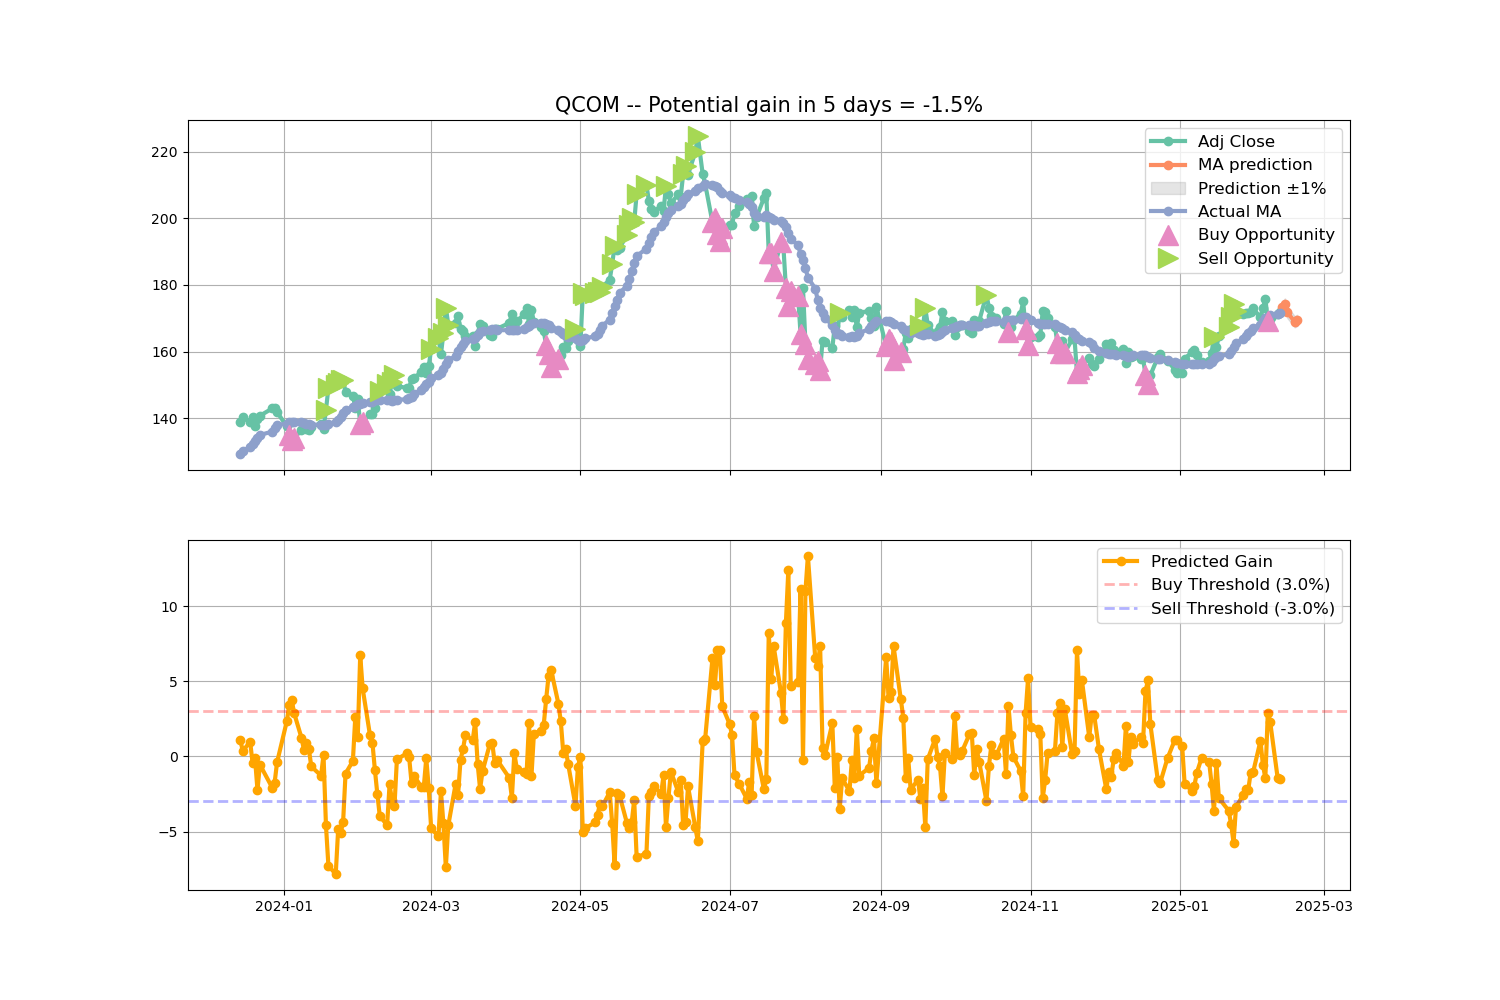 QCOM -- Potential gain in 5 days = -1.5%
220
200
180
160
140
Adj Close
MA prediction
Prediction ±1%
Actual MA
Buy Opportunity
Sell Opportunity
10
5
0
−5
Predicted Gain
Buy Threshold (3.0%)
Sell Threshold (-3.0%)
2024-01
2024-03
2024-05
2024-07
2024-09
2024-11
2025-01
2025-03